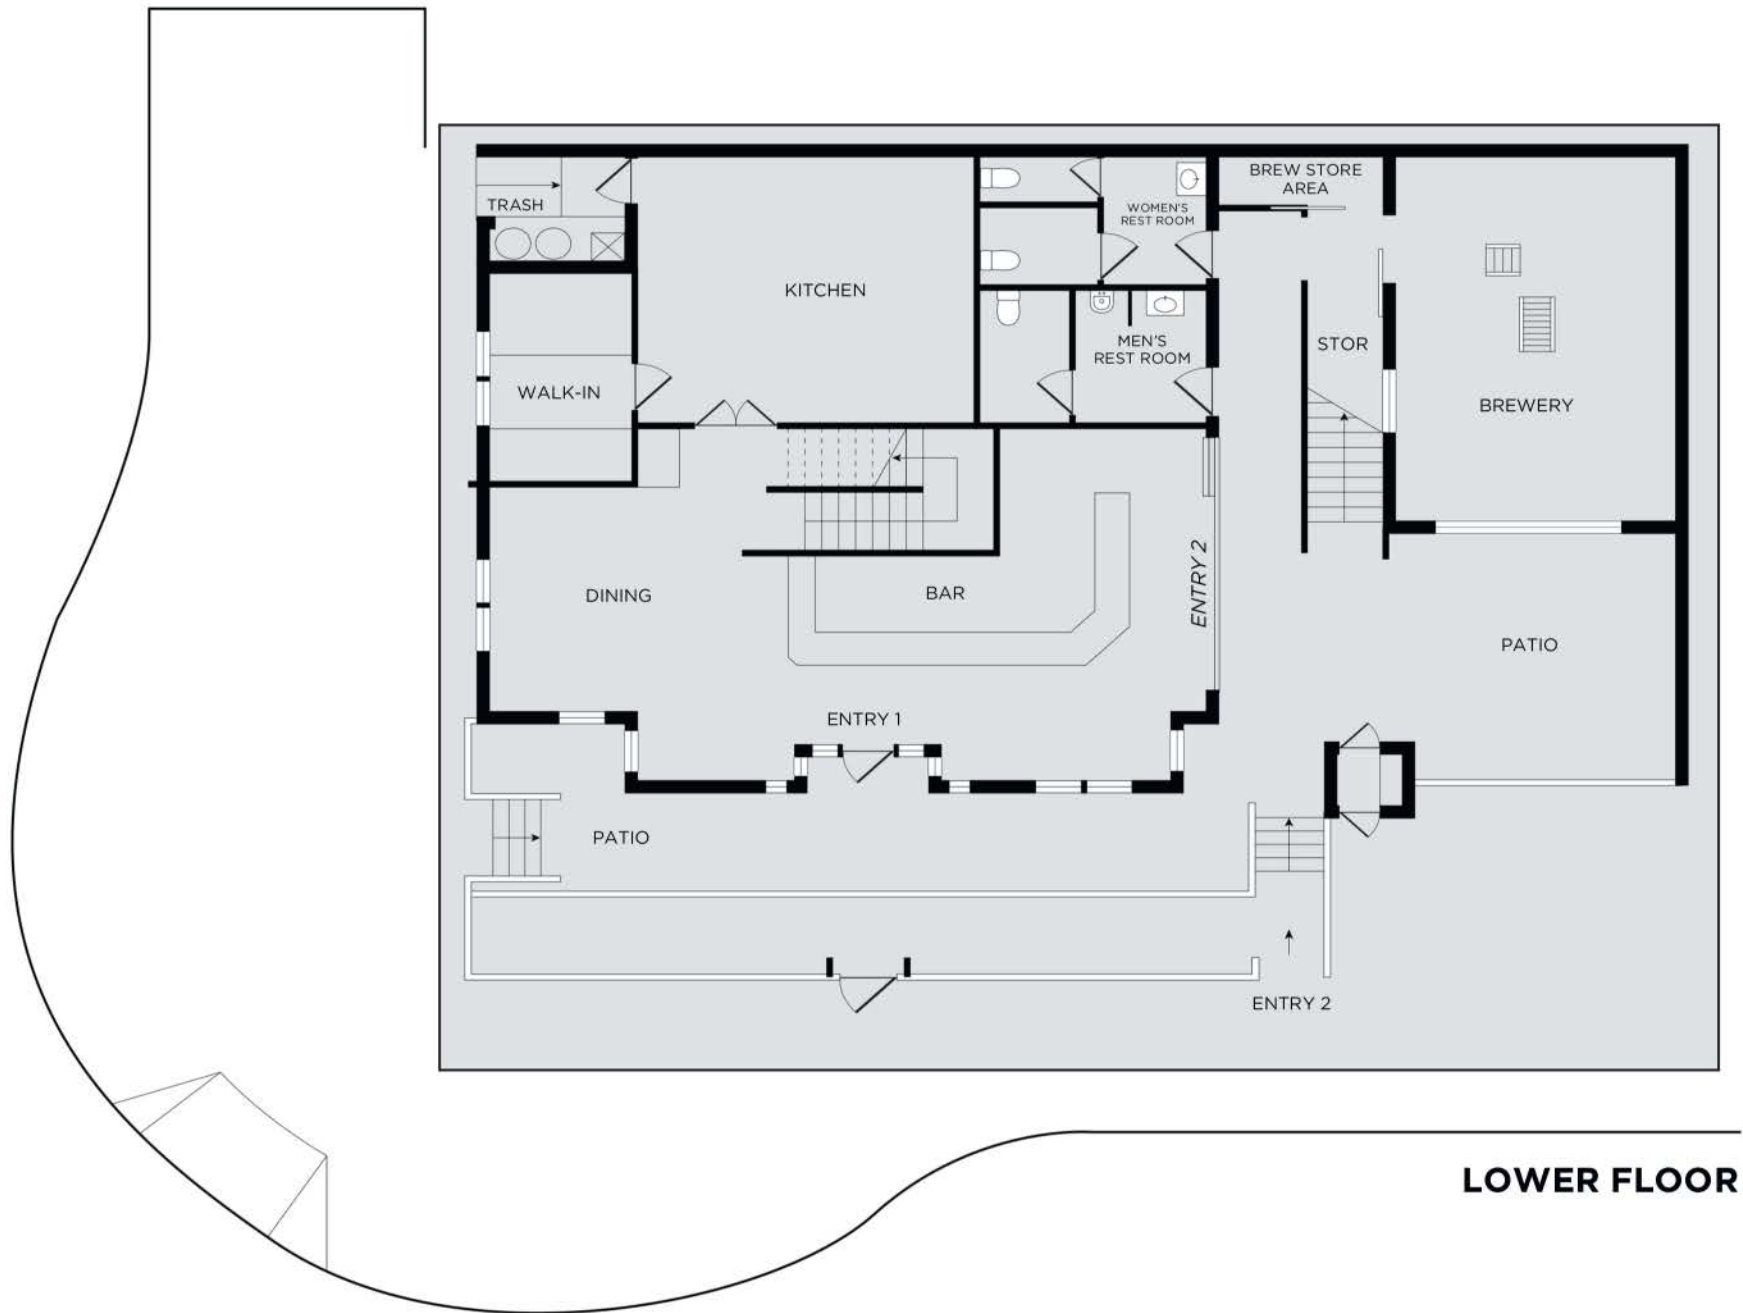 BREW STORE
AREA
TRASH
WOMEN'S
REST ROOM
KITCHEN
MEN'S
REST ROOM
STOR
WALK-IN
BREWERY
ENTRY 2
DINING
BAR
PATIO
ENTRY 1
PATIO
ENTRY 2
LOWER FLOOR